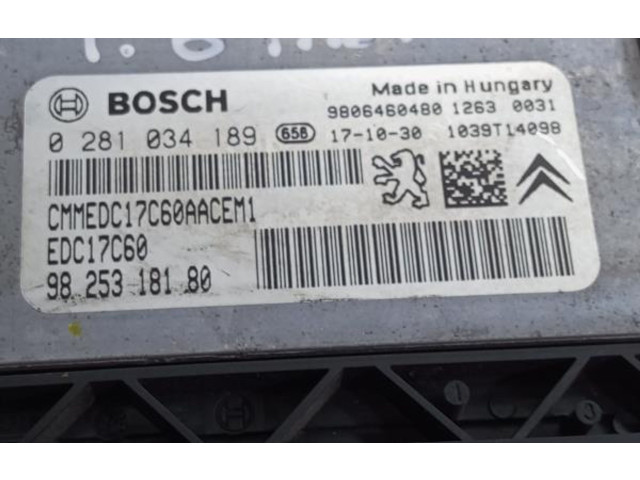 BOSCH
Made in Hungary
9806460480 1263 0031
0 281 034 189 658 17-10-30 1039T14098
CMMEDC17C60AACEM1
EDC17C60
98 253 181 80